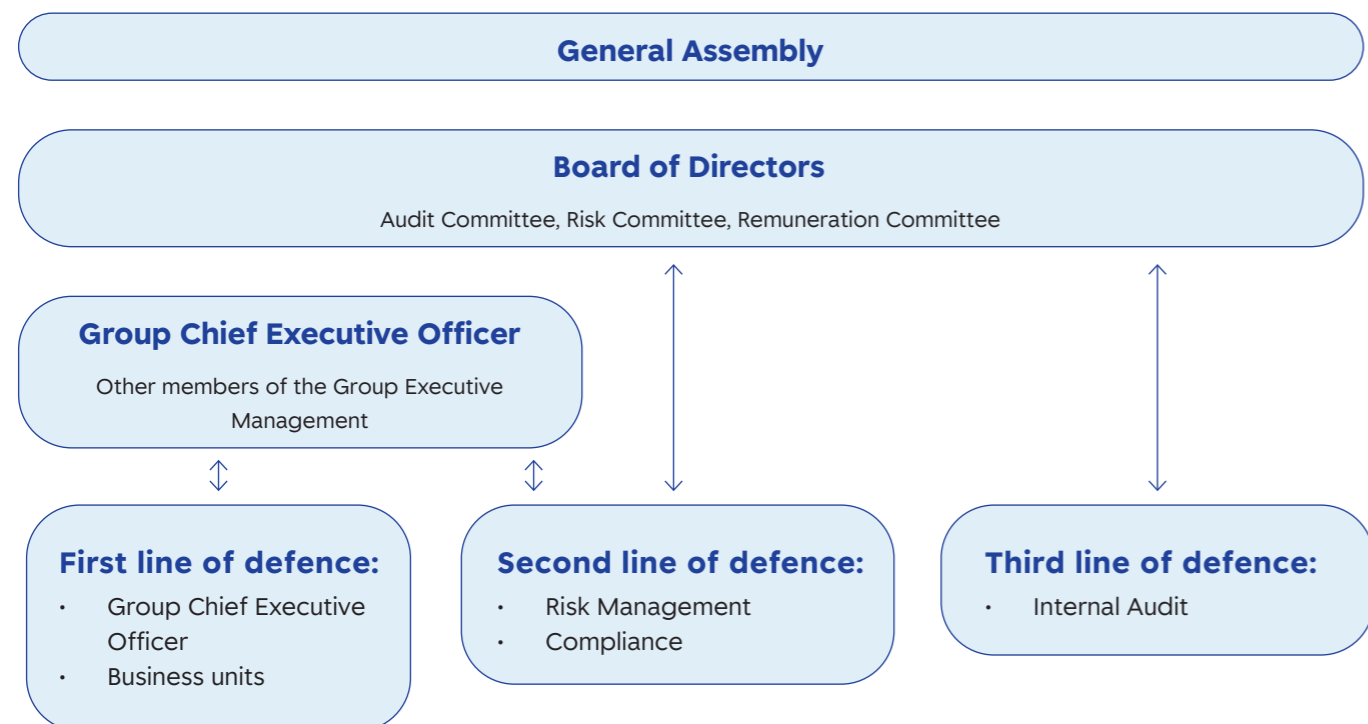 General Assembly
Board of Directors
Audit Committee, Risk Committee, Remuneration Committee
Group Chief Executive Officer
Other members of the Group Executive
Management
First line of defence:
· Group Chief Executive
Officer
· Business units
Second line of defence:
· Risk Management
· Compliance
Third line of defence:
· Internal Audit